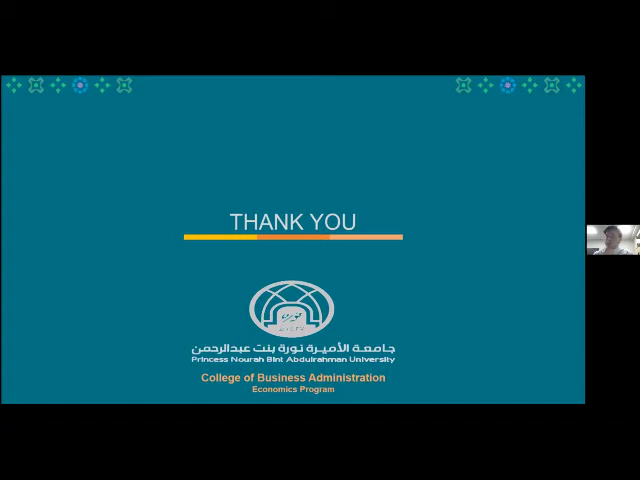 THANK YOU
جامعة الأميرة نورة بنت عبدالرحمن
Princess Nourah Bint Abdulrahman University
College of Business Administration
Economics Program